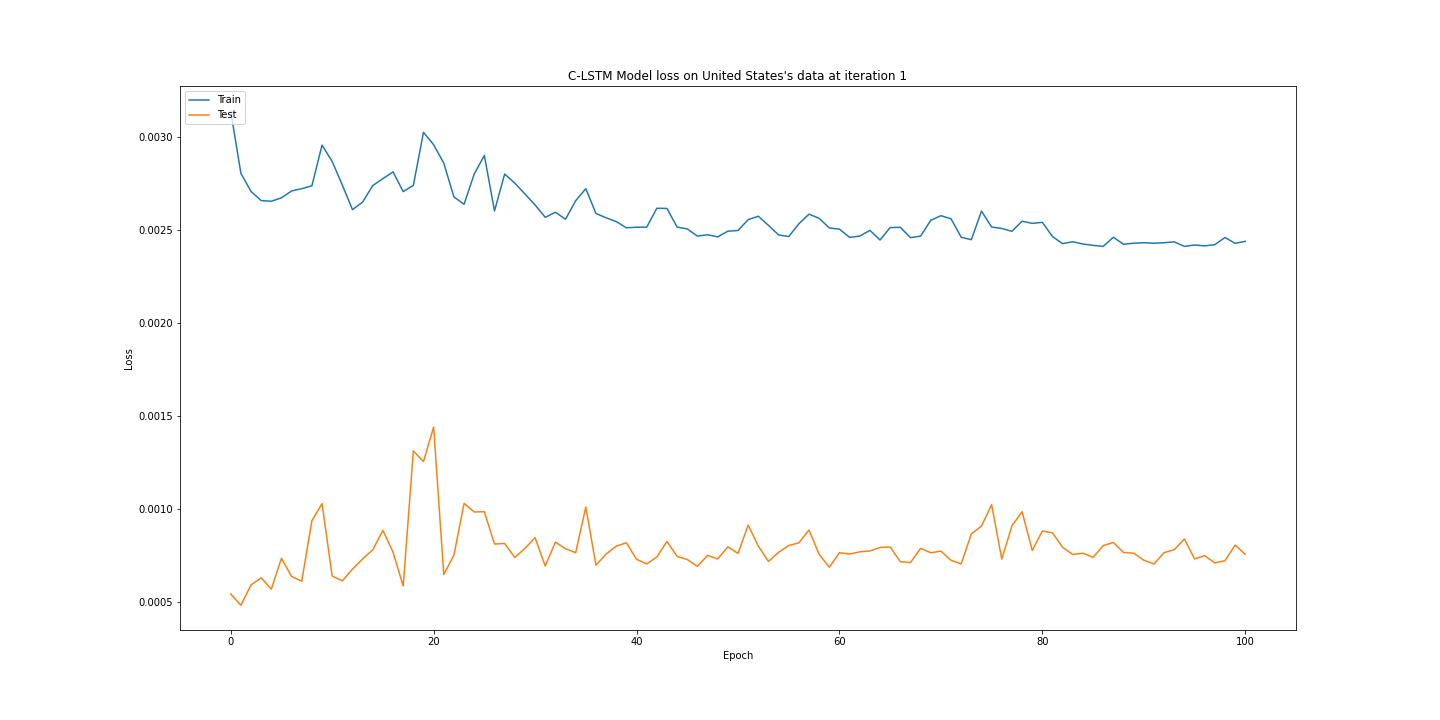 C-LSTM Model loss on United States's data at iteration 1
Train
Test
0.0030
0.0025
0.0020
0.0015
0.0010
0.0005
Loss
0 20 40 60 80 100
Epoch